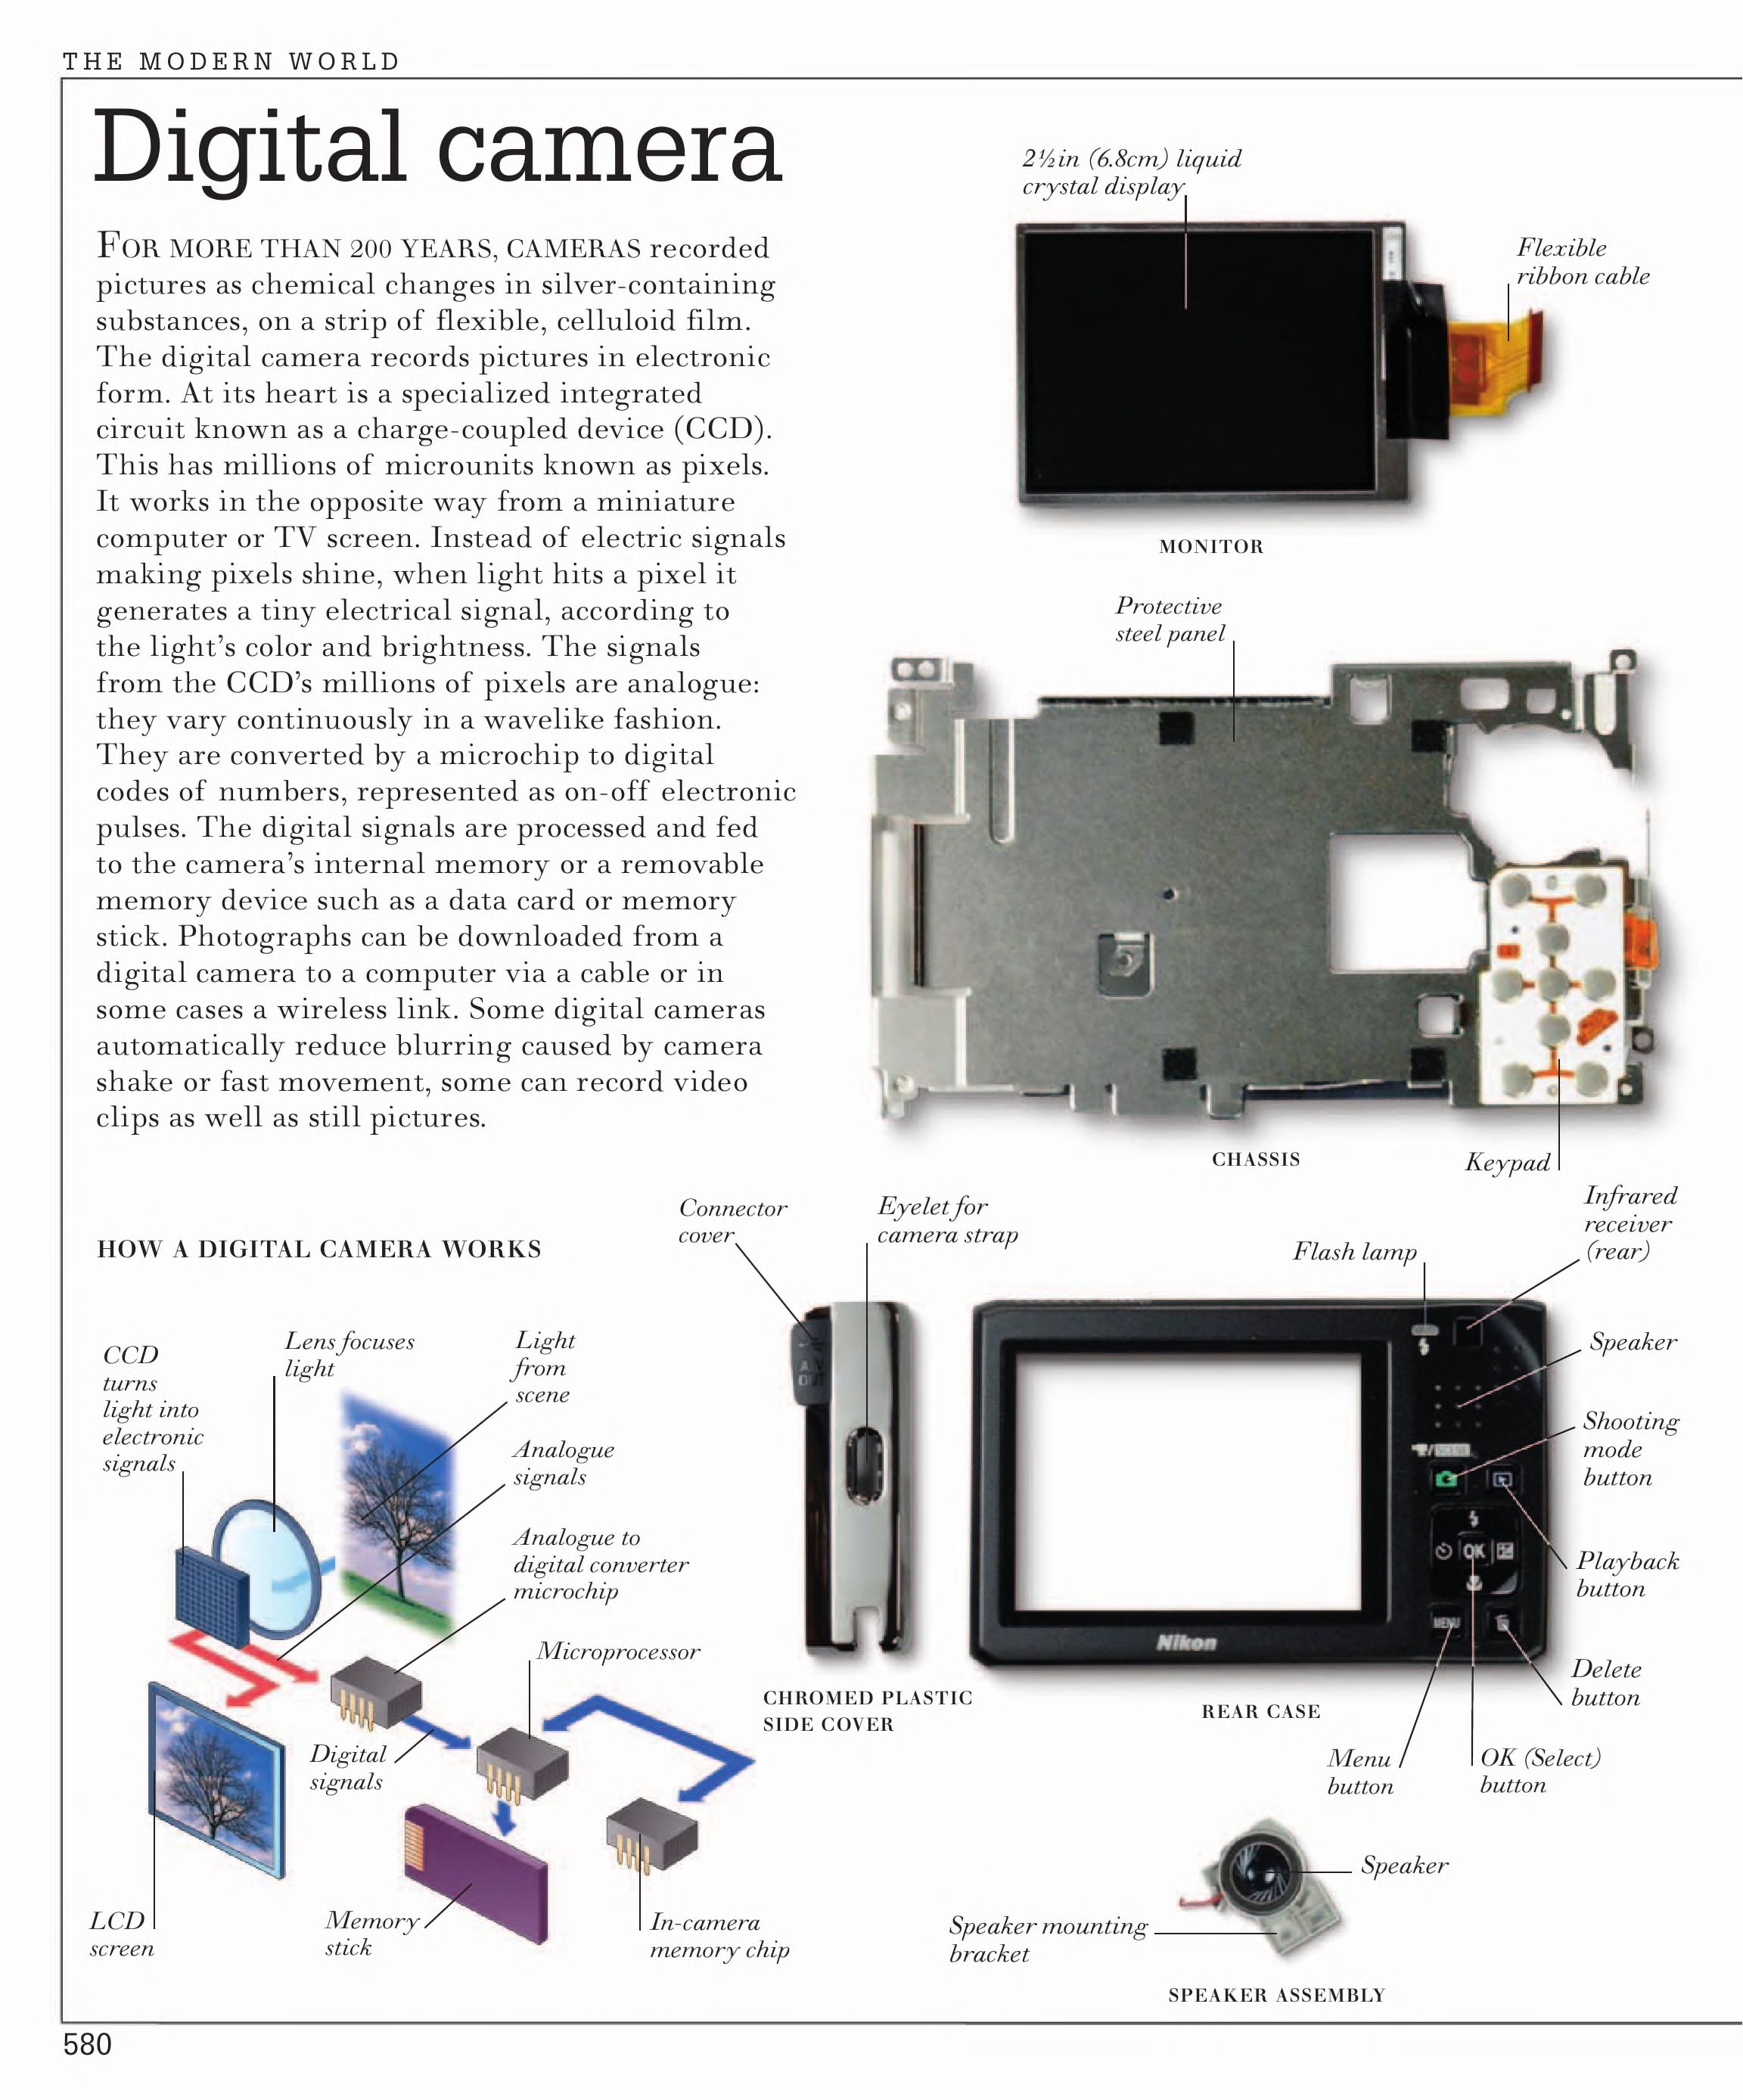 THE MODERN WORLD
Digital camera
FOR MORE THAN 200 YEARS, CAMERAS recorded
pictures as chemical changes in silver-containing
substances, on a strip of flexible, celluloid film.
The digital camera records pictures in electronic
form. At its heart is a specialized integrated
circuit known as a charge-coupled device (CCD).
This has millions of microunits known as pixels.
It works in the opposite way from a miniature
computer or TV screen. Instead of electric signals
making pixels shine, when light hits a pixel it
generates a tiny electrical signal, according to
the light's color and brightness. The signals
from the CCD's millions of pixels are analogue:
they vary continuously in a wavelike fashion.
They are converted by a microchip to digital
codes of numbers, represented as on-off electronic
pulses. The digital signals are processed and fed
to the camera's internal memory or a removable
memory device such as a data card or memory
stick. Photographs can be downloaded from a
digital camera to a computer via a cable or in
some cases a wireless link. Some digital cameras
automatically reduce blurring caused by camera
shake or fast movement, some can record video
clips as well as still pictures.
2½in (6.8cm) liquid
crystal display
Flexible
ribbon cable
MONITOR
Protective
steel panel
CHASSIS
Keypad
HOW A DIGITAL CAMERA WORKS
CCD
turns
light into
electronic
signals
Lens focuses
light
Light
from
scene
Analogue
signals
Analogue to
digital converter
microchip
Microprocessor
Digital
signals
LCD
screen
Memory
stick
In-camera
memory chip
Connector
cover
Eyelet for
camera strap
A/V
OUT
CHROMED PLASTIC
SIDE COVER
Flash lamp
Infrared
receiver
(rear)
Speaker
Shooting
mode
button
Playback
button
Delete
button
SCENE
OK
MENU
Nikon
REAR CASE
Menu
button
OK (Select)
button
Speaker
Speaker mounting
bracket
SPEAKER ASSEMBLY
580